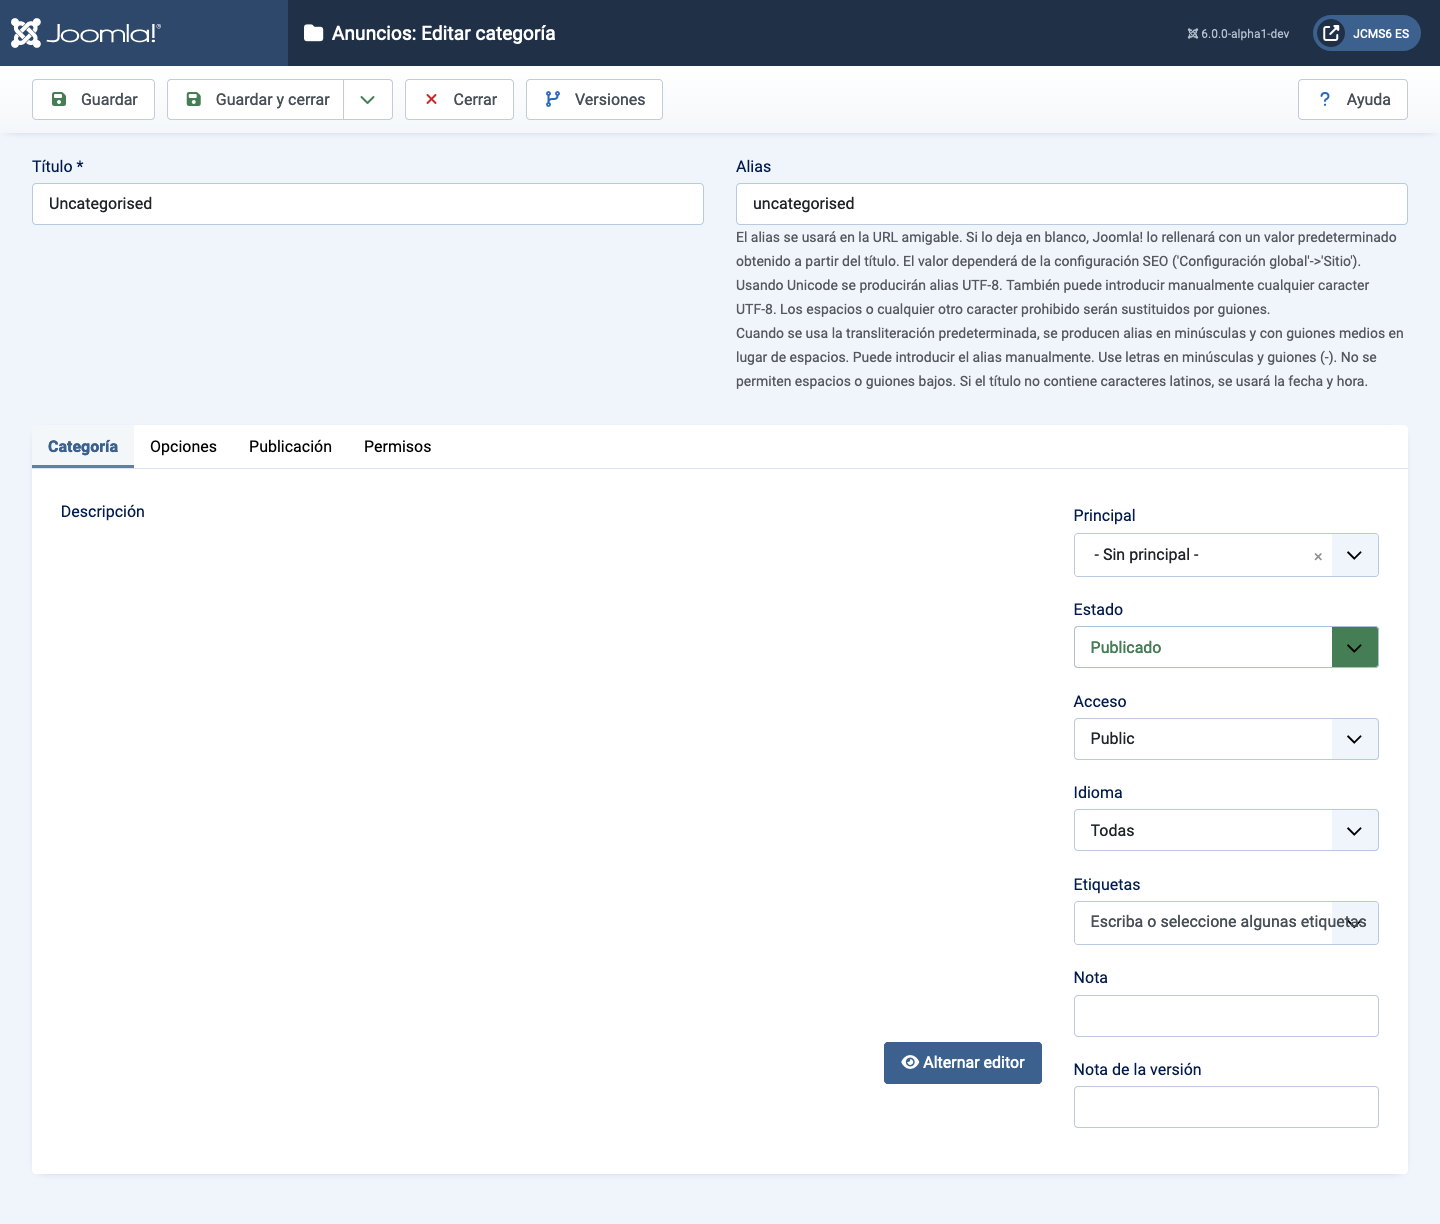 Joomla!®
Anuncios: Editar categoría
6.0.0-alpha1-dev
JCMS6 ES
Guardar
Guardar y cerrar
Cerrar
Versiones
Ayuda
Título *
Uncategorised
Alias
uncategorised
El alias se usará en la URL amigable. Si lo deja en blanco, Joomla! lo rellenará con un valor predeterminado
obtenido a partir del título. El valor dependerá de la configuración SEO ('Configuración global'->'Sitio').
Usando Unicode se producirán alias UTF-8. También puede introducir manualmente cualquier caracter
UTF-8. Los espacios o cualquier otro caracter prohibido serán sustituidos por guiones.
Cuando se usa la transliteración predeterminada, se producen alias en minúsculas y con guiones medios en
lugar de espacios. Puede introducir el alias manualmente. Use letras en minúsculas y guiones (-). No se
permiten espacios o guiones bajos. Si el título no contiene caracteres latinos, se usará la fecha y hora.
Categoría
Opciones
Publicación
Permisos
Descripción
Alternar editor
Principal
- Sin principal -
Estado
Publicado
Acceso
Public
Idioma
Todas
Etiquetas
Escriba o seleccione algunas etiquetas
Nota
Nota de la versión